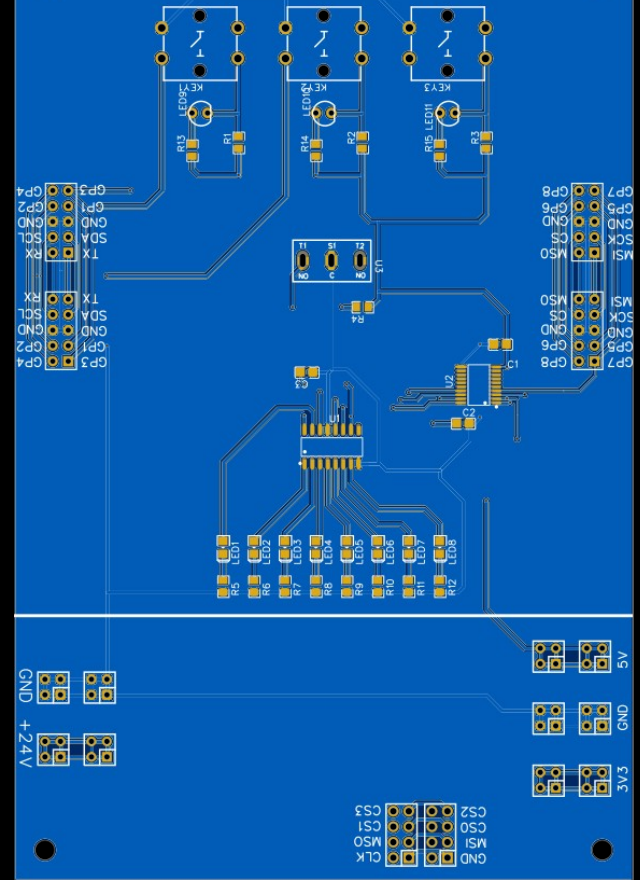 KEY1 KEY2 KEY3
LED9 LED10 LED11
R13 R1 R14 R2 R15 R3
GP4 GP3
GP2 GP1
GND GND
SCL SDA
RX TX
GP8 GP7
GP6 GP5
GND GND
CS SCK
MSO MSI
T1 S1 T2
NO C NO
U3
RX TX
SCL SDA
GND GND
GP2 GP1
GP4 GP3
MSO MSI
CS SCK
GND GND
GP6 GP5
GP8 GP7
R4
C1
C3
U2
C2
U1
LED1 LED2 LED3 LED4 LED5 LED6 LED7 LED8
R5 R6 R7 R8 R9 R10 R11 R12
5V
GND
GND
+24V
3V3
CS3 CS2
CS1 CS0
MSO MSI
CLK GND